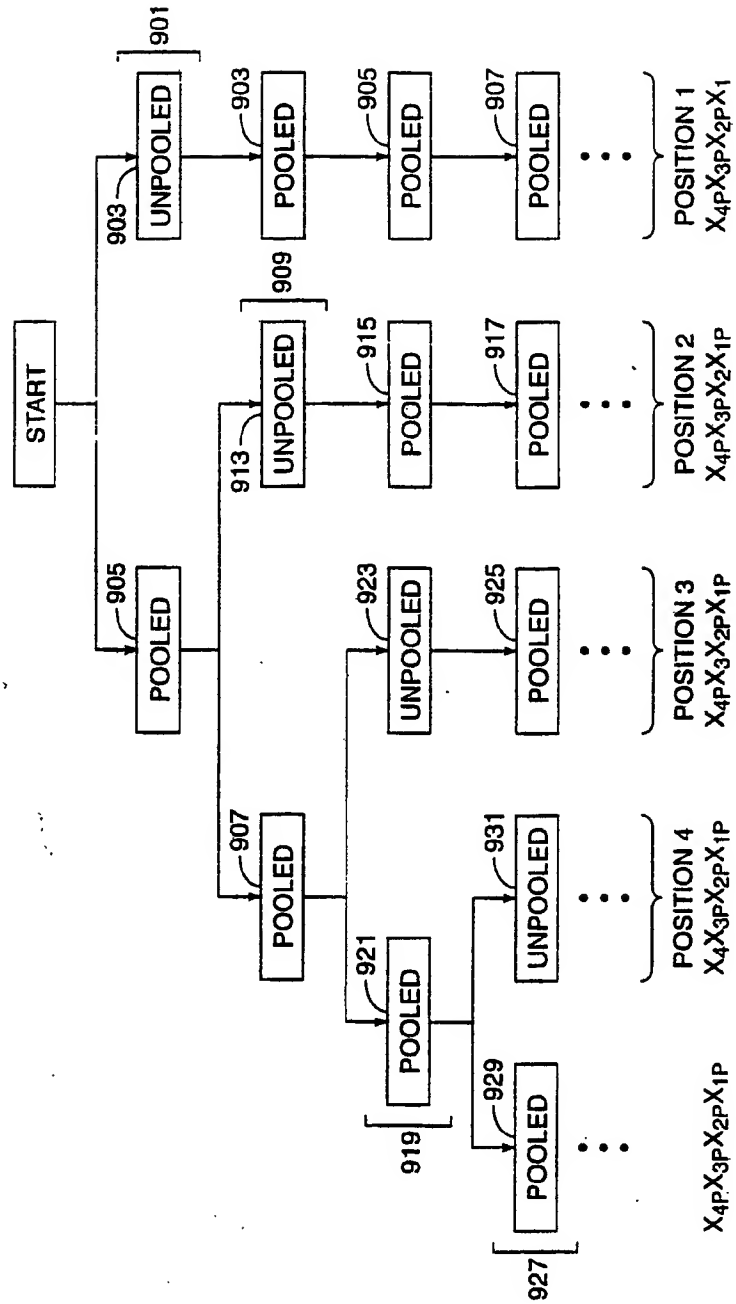 START
901
903
905
POOLED
UNPOOLED
909
907
903
POOLED
913
UNPOOLED
POOLED
919
921
923
915
905
POOLED
UNPOOLED
POOLED
POOLED
927
929
931
925
917
907
POOLED
UNPOOLED
POOLED
POOLED
POOLED
POSITION 4
POSITION 3
POSITION 2
POSITION 1
X4PX3PX2PX1P
X4X3PX2PX1P
X4PX3X2PX1P
X4PX3PX2X1P
X4PX3PX2PX1